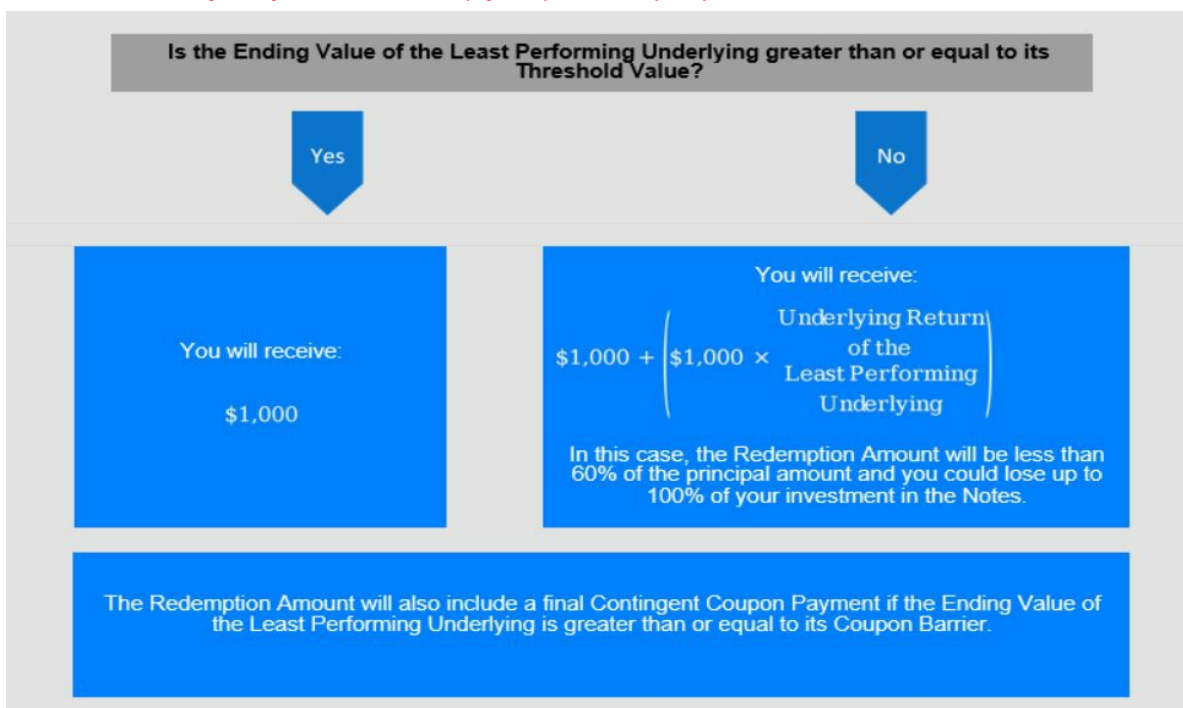 Is the Ending Value of the Least Performing Underlying greater than or equal to its
Threshold Value?
Yes
No
You will receive:
$1,000
You will receive:
$1,000 + ($1,000 × Underlying Return
of the
Least Performing
Underlying)
In this case, the Redemption Amount will be less than
60% of the principal amount and you could lose up to
100% of your investment in the Notes.
The Redemption Amount will also include a final Contingent Coupon Payment if the Ending Value of
the Least Performing Underlying is greater than or equal to its Coupon Barrier.